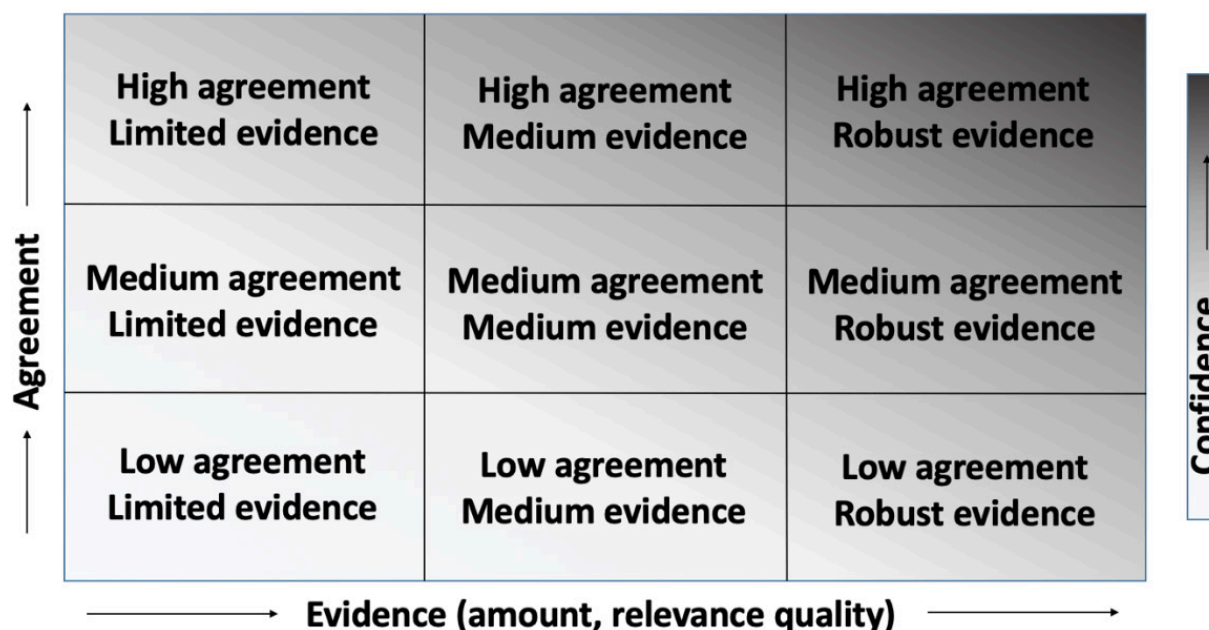 High agreement
Limited evidence
High agreement
Medium evidence
High agreement
Robust evidence
Medium agreement
Limited evidence
Medium agreement
Medium evidence
Medium agreement
Robust evidence
Low agreement
Limited evidence
Low agreement
Medium evidence
Low agreement
Robust evidence
Agreement
Evidence (amount, relevance quality)
Confidence